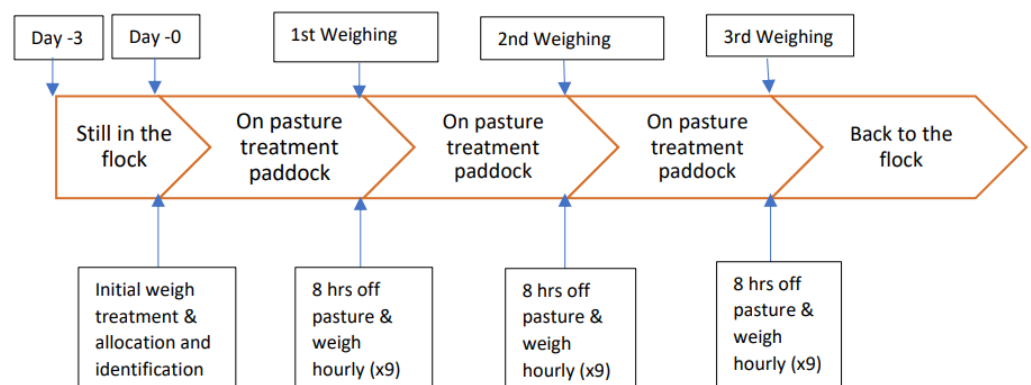 Day -3
Day -0
1st Weighing
2nd Weighing
3rd Weighing
Still in the
flock
On pasture
treatment
paddock
On pasture
treatment
paddock
On pasture
treatment
paddock
Back to the
flock
Initial weigh
treatment &
allocation and
identification
8 hrs off
pasture &
weigh
hourly (x9)
8 hrs off
pasture &
weigh
hourly (x9)
8 hrs off
pasture &
weigh
hourly (x9)